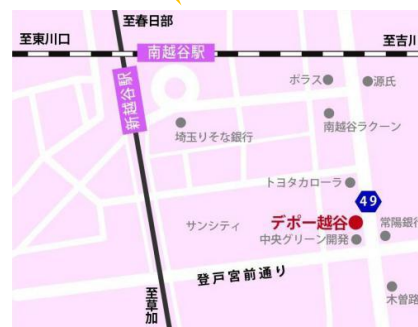 至春日部
至東川口
南越谷駅
至吉川
新越谷駅
ポラス
源氏
南越谷ラクーン
埼玉りそな銀行
トヨタカローラ
49
サンシティ
デポー越谷
常陽銀行
中央グリーン開発
登戸宮前通り
至草加
木曽路